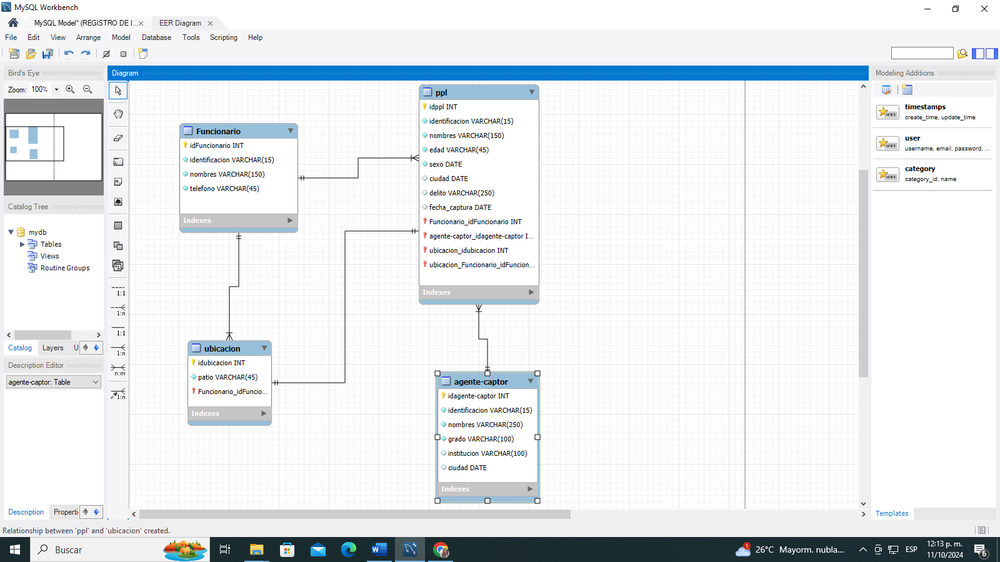 MySQL Workbench
MySQL Model* (REGISTRO DE I...
EER Diagram
File Edit View Arrange Model Database Tools Scripting Help
Bird's Eye
Zoom: 100%
Catalog Tree
mydb
Tables
Views
Routine Groups
Catalog Layers U
Description Editor
agente-captor: Table
Description Properti
Diagram
1:1
1:n
1:1
1:n
n:m
1:n
Funcionario
idFuncionario INT
identificacion VARCHAR(15)
nombres VARCHAR(150)
telefono VARCHAR(45)
Indexes
ppl
idppl INT
identificacion VARCHAR(15)
nombres VARCHAR(150)
edad VARCHAR(45)
sexo DATE
ciudad DATE
delito VARCHAR(250)
fecha_captura DATE
Funcionario_idFuncionario INT
agente-captor_idagente-captor I...
ubicacion_idubicacion INT
ubicacion_Funcionario_idFuncion...
Indexes
ubicacion
idubicacion INT
patio VARCHAR(45)
Funcionario_idFuncio...
Indexes
agente-captor
idagente-captor INT
identificacion VARCHAR(15)
nombres VARCHAR(250)
grado VARCHAR(100)
institucion VARCHAR(100)
ciudad DATE
Indexes
Modeling Additions
MWB
timestamps
create_time, update_time
MWB
user
username, email, password, ...
MWB
category
category_id, name
Templates
Relationship between 'ppl' and 'ubicacion' created.
Buscar
1
26°C Mayorm. nubla...
ESP
12:13 p. m.
11/10/2024
6